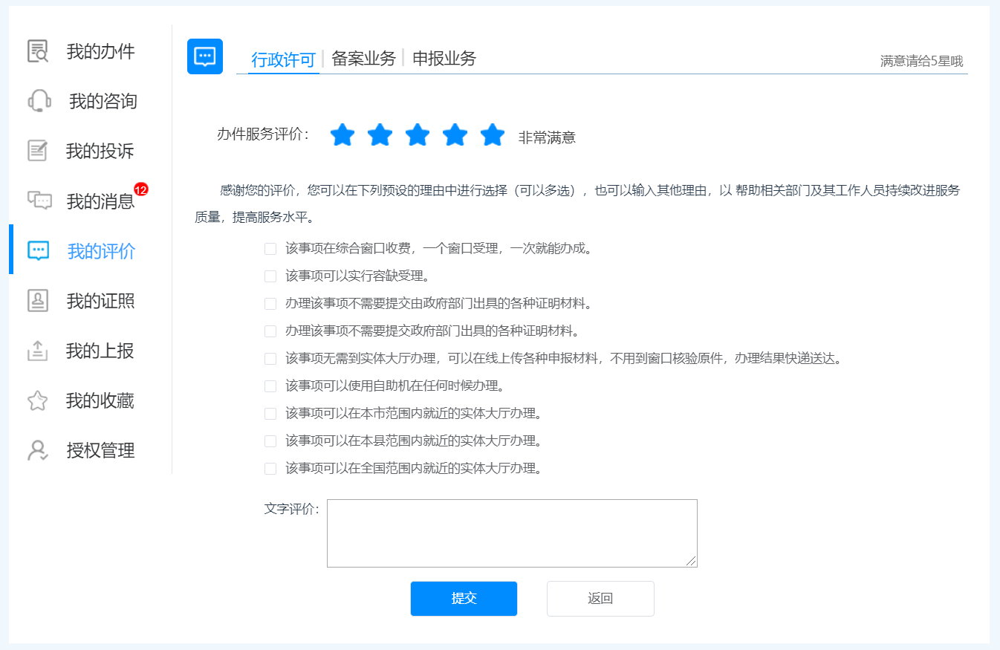 我的办件
我的咨询
我的投诉
我的消息
12
我的评价
我的证照
我的上报
我的收藏
授权管理
行政许可 备案业务 申报业务
满意请给5星哦
办件服务评价： 非常满意
感谢您的评价，您可以在下列预设的理由中进行选择（可以多选），也可以输入其他理由，以 帮助相关部门及其工作人员持续改进服务
质量，提高服务水平。
该事项在综合窗口收费，一个窗口受理，一次就能办成。
该事项可以实行容缺受理。
办理该事项不需要提交由政府部门出具的各种证明材料。
办理该事项不需要提交政府部门出具的各种证明材料。
该事项无需到实体大厅办理，可以在线上传各种申报材料，不用到窗口核验原件，办理结果快递送达。
该事项可以使用自助机在任何时候办理。
该事项可以在本市范围内就近的实体大厅办理。
该事项可以在本县范围内就近的实体大厅办理。
该事项可以在全国范围内就近的实体大厅办理。
文字评价：
提交 返回